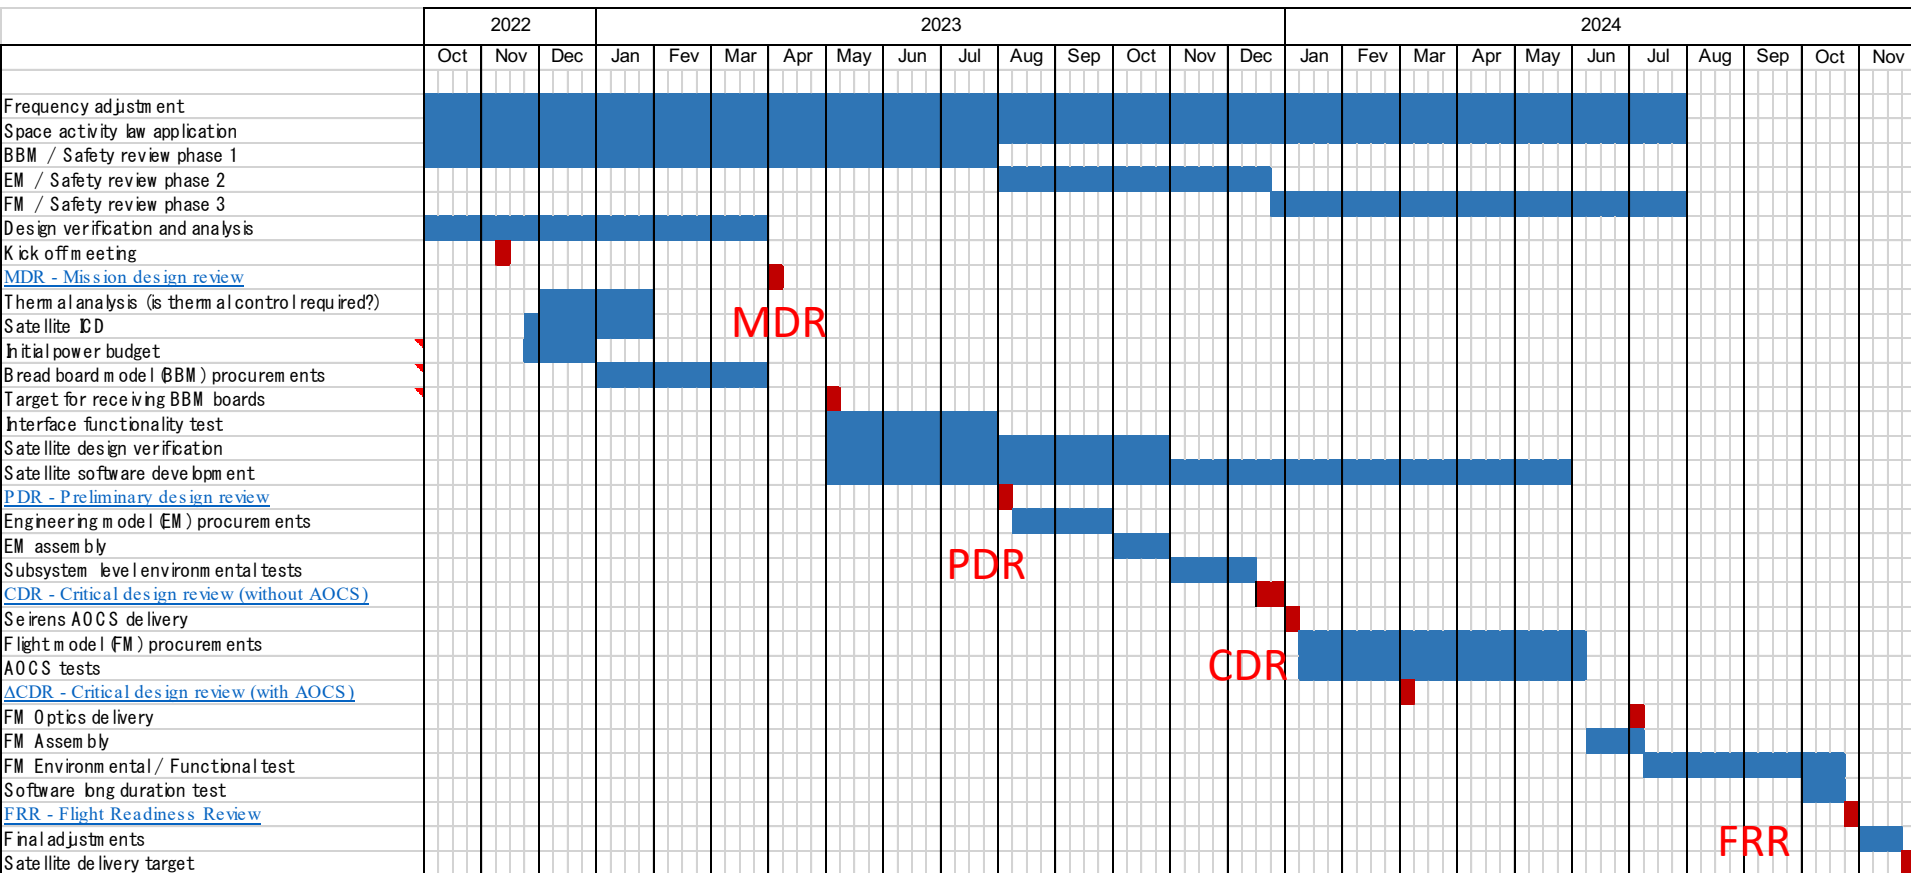 2022 2023 2024
Oct Nov Dec Jan Fev Mar Apr May Jun Jul Aug Sep Oct Nov Dec Jan Fev Mar Apr May Jun Jul Aug Sep Oct Nov
Frequency adjustment
Space activity law application
BBM / Safety review phase 1
EM / Safety review phase 2
FM / Safety review phase 3
Design verification and analysis
Kick off meeting
MDR - Mission design review
Thermal analysis (is thermal control required?)
MDR
Satellite ICD
Initial power budget
Bread board model (BBM) procurements
Target for receiving BBM boards
Interface functionality test
Satellite design verification
Satellite software development
PDR - Preliminary design review
Engineering model (EM) procurements
EM assembly
PDR
Subsystem level environmental tests
CDR - Critical design review (without AOCS)
Seirens AOCS delivery
Flight model (FM) procurements
AOCS tests
CDR
ΔCDR - Critical design review (with AOCS)
FM Optics delivery
FM Assembly
FM Environmental / Functional test
Software long duration test
FRR - Flight Readiness Review
Final adjustments
FRR
Satellite delivery target